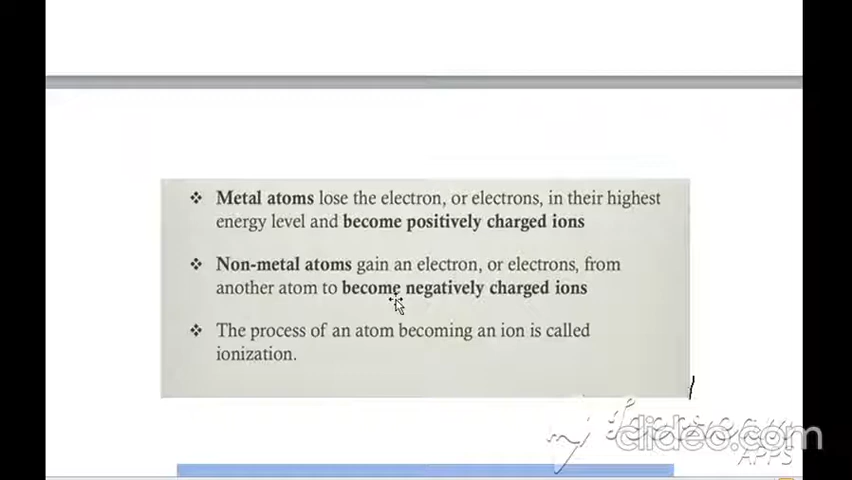 ❖ Metal atoms lose the electron, or electrons, in their highest
energy level and become positively charged ions
❖ Non-metal atoms gain an electron, or electrons, from
another atom to become negatively charged ions
❖ The process of an atom becoming an ion is called
ionization.
clideo.com
APPS